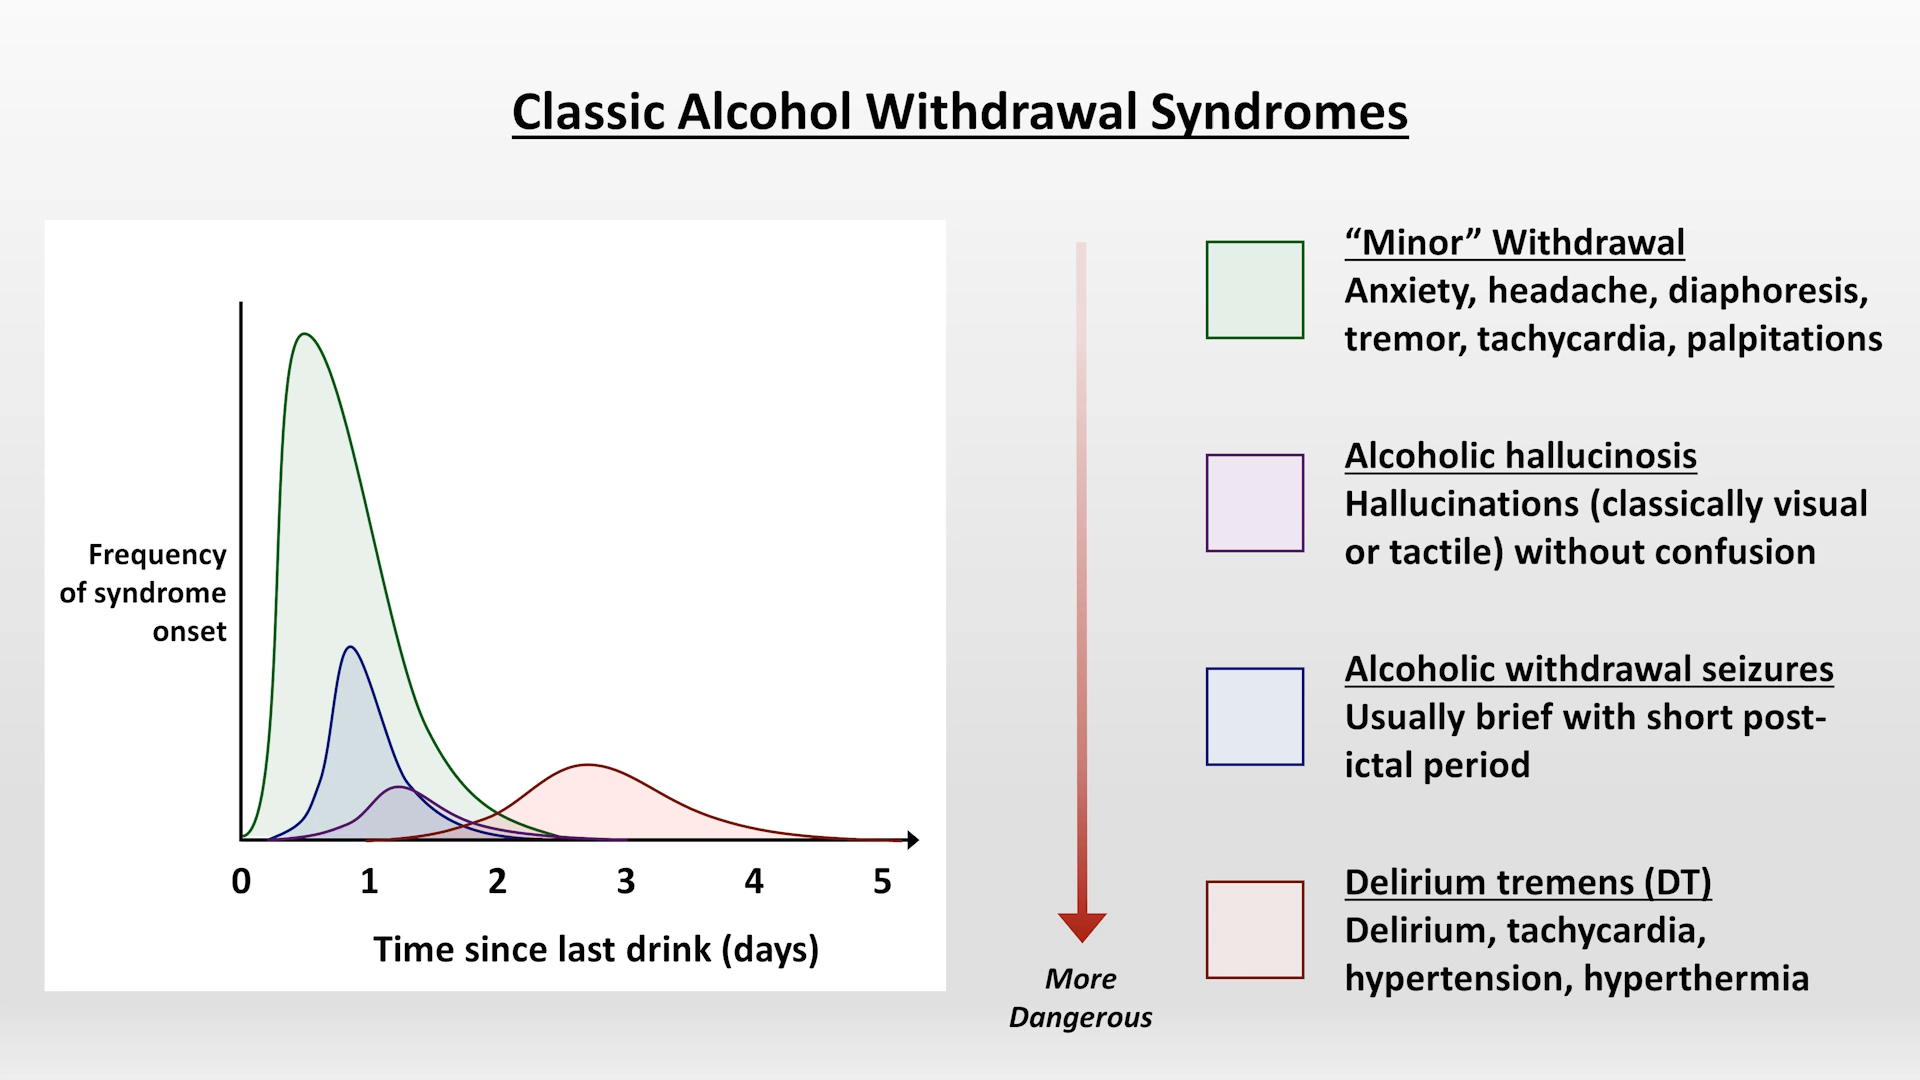 Classic Alcohol Withdrawal Syndromes
Frequency
of syndrome
onset
0 1 2 3 4 5
Time since last drink (days)
More
Dangerous
“Minor” Withdrawal
Anxiety, headache, diaphoresis,
tremor, tachycardia, palpitations
Alcoholic hallucinosis
Hallucinations (classically visual
or tactile) without confusion
Alcoholic withdrawal seizures
Usually brief with short post-
ictal period
Delirium tremens (DT)
Delirium, tachycardia,
hypertension, hyperthermia